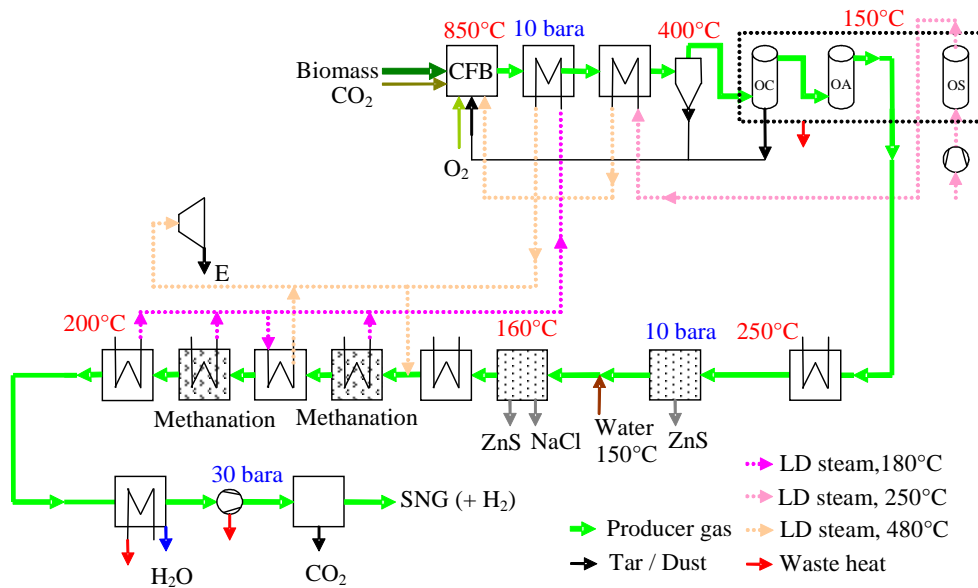 850°C
10 bara
400°C
150°C
Biomass
CO2
CFB
OC
OA
OS
O2
E
200°C
160°C
10 bara
250°C
Methanation
Methanation
ZnS
NaCl
Water
150°C
ZnS
30 bara
SNG (+ H2)
H2O
CO2
Producer gas
Tar / Dust
LD steam,180°C
LD steam, 250°C
LD steam, 480°C
Waste heat